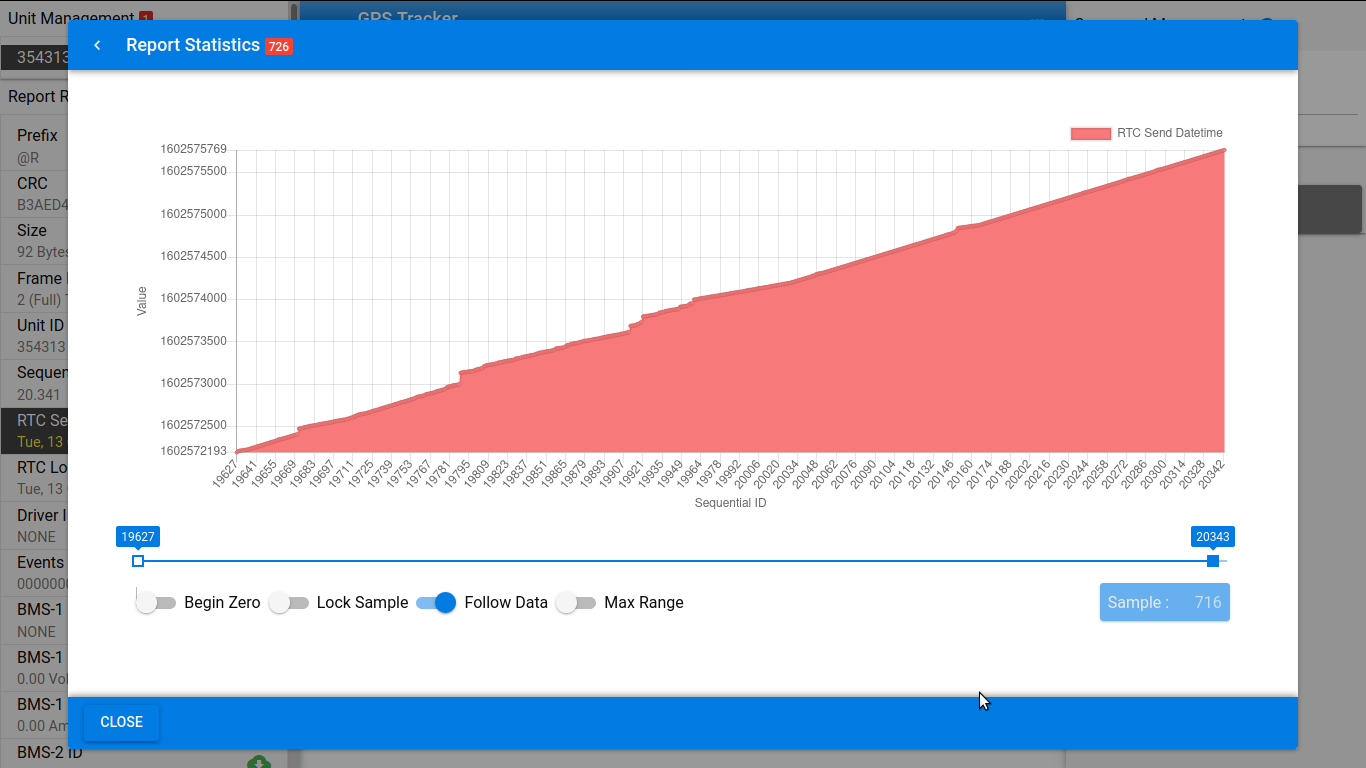 Unit Management 1
GPS Tracker
354313
Report R
Prefix
@R
CRC
B3AED4
Size
92 Bytes
Frame
2 (Full)
Unit ID
354313
Sequen
20.341
RTC Se
Tue, 13
RTC Lo
Tue, 13
Driver I
NONE
Events
0000000
BMS-1
NONE
BMS-1
0.00 Vol
BMS-1
0.00 Am
BMS-2 ID
Report Statistics 726
RTC Send Datetime
Value
1602575769
1602575500
1602575000
1602574500
1602574000
1602573500
1602573000
1602572500
1602572193
19627 19641 19655 19669 19683 19697 19711 19725 19739 19753 19767 19781 19795 19809 19823 19837 19851 19865 19879 19893 19907 19921 19935 19949 19964 19978 19992 20006 20020 20034 20048 20062 20076 20090 20104 20118 20132 20146 20160 20174 20188 20202 20216 20230 20244 20258 20272 20286 20300 20314 20328 20342
Sequential ID
19627 20343
Begin Zero Lock Sample Follow Data Max Range Sample : 716
CLOSE